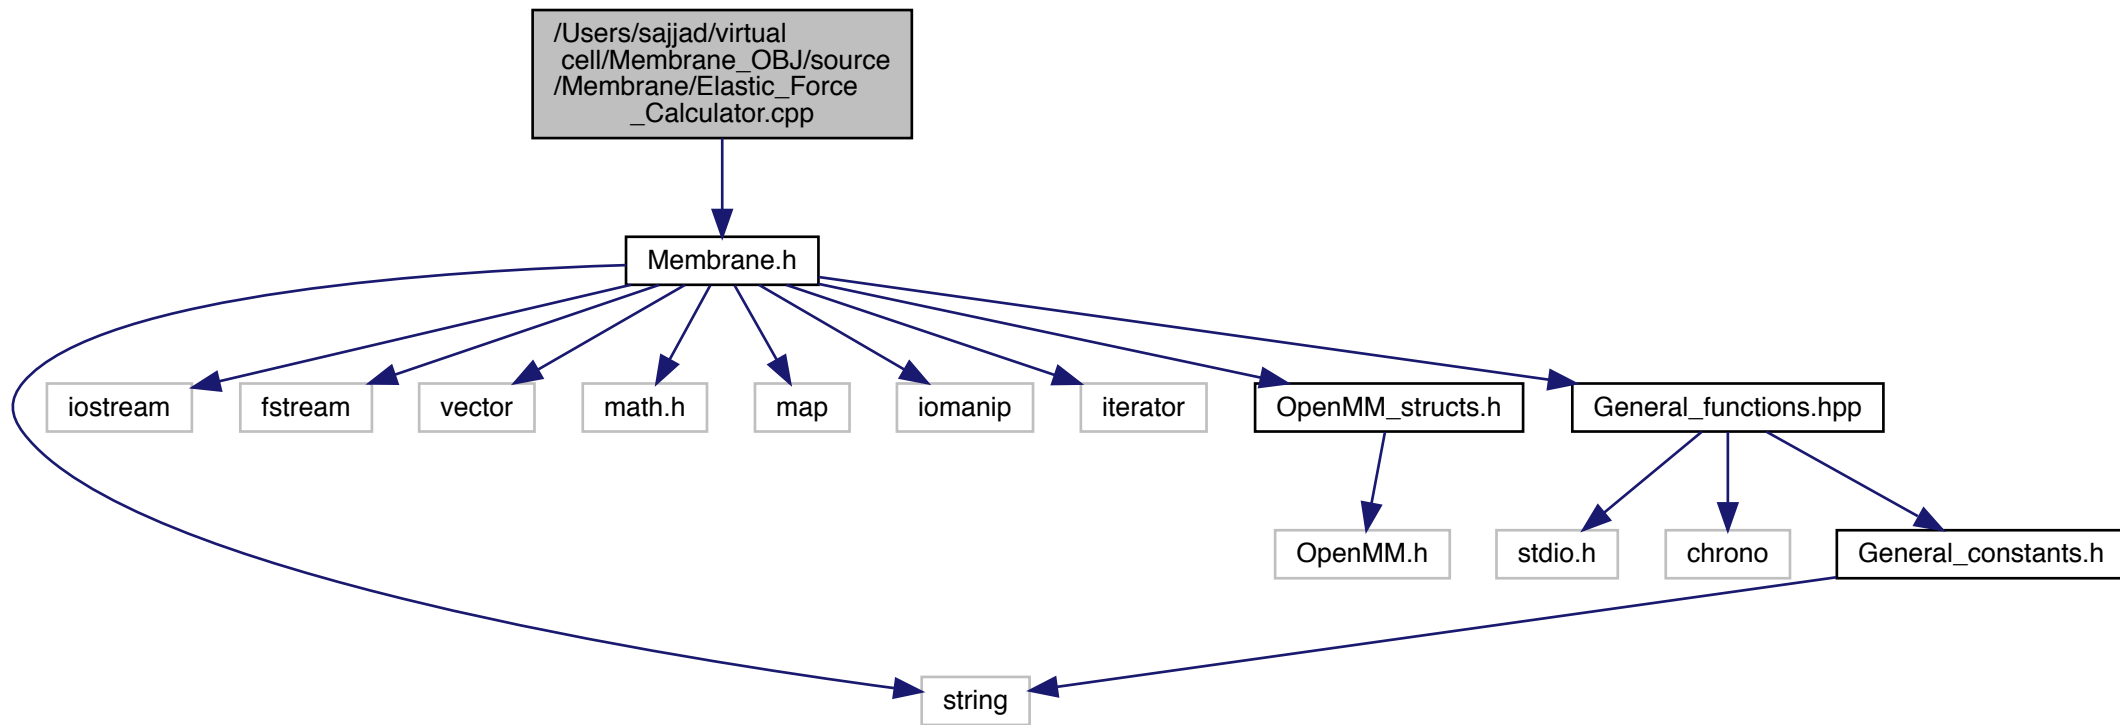 /Users/sajjad/virtual
cell/Membrane_OBJ/source
/Membrane/Elastic_Force
_Calculator.cpp
Membrane.h
iostream
fstream
vector
math.h
map
iomanip
iterator
OpenMM_structs.h
General_functions.hpp
OpenMM.h
stdio.h
chrono
General_constants.h
string